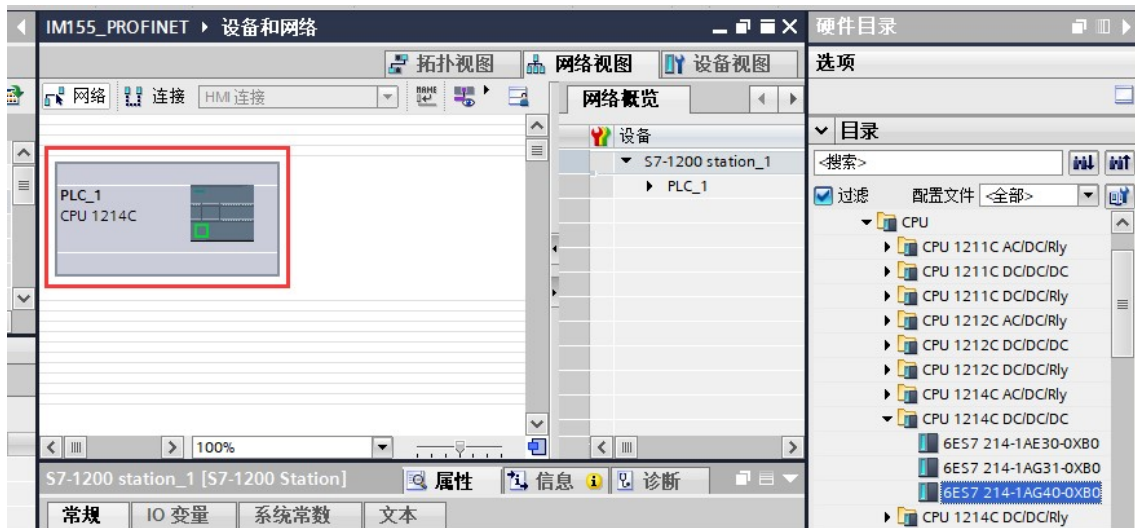 IM155_PROFINET ▸ 设备和网络
拓扑视图 网络视图 设备视图
网络 连接 HMI 连接
PLC_1
CPU 1214C
100%
网络概览
设备
S7-1200 station_1
PLC_1
S7-1200 station_1 [S7-1200 Station]
属性 信息 诊断
常规 IO 变量 系统常数 文本
硬件目录
选项
目录
<搜索>
过滤 配置文件 <全部>
CPU
CPU 1211C AC/DC/Rly
CPU 1211C DC/DC/DC
CPU 1211C DC/DC/Rly
CPU 1212C AC/DC/Rly
CPU 1212C DC/DC/DC
CPU 1212C DC/DC/Rly
CPU 1214C AC/DC/Rly
CPU 1214C DC/DC/DC
6ES7 214-1AE30-0XB0
6ES7 214-1AG31-0XB0
6ES7 214-1AG40-0XB0
CPU 1214C DC/DC/Rly